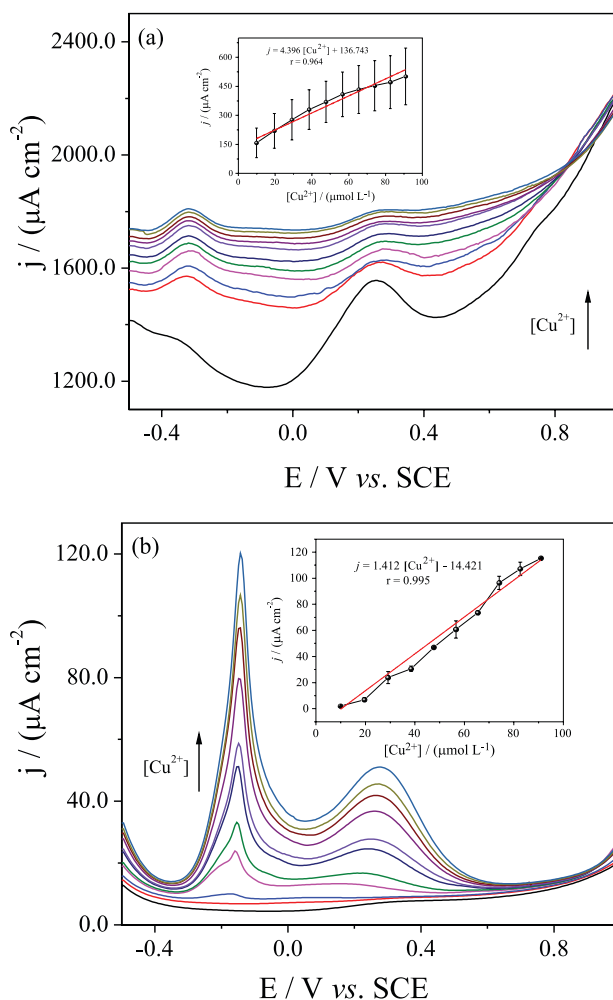 (a)
j = 4.396 [Cu²⁺] + 136.743
r = 0.964
j / (µA cm⁻²)
600
450
300
150
0
0 20 40 60 80 100
[Cu²⁺] / (µmol L⁻¹)
j / (µA cm⁻²)
2400.0
2000.0
1600.0
1200.0
[Cu²⁺]
-0.4 0.0 0.4 0.8
E / V vs. SCE
(b)
j = 1.412 [Cu²⁺] - 14.421
r = 0.995
j / (µA cm⁻²)
120
100
80
60
40
20
0
0 20 40 60 80 100
[Cu²⁺] / (µmol L⁻¹)
j / (µA cm⁻²)
120.0
80.0
40.0
0.0
[Cu²⁺]
-0.4 0.0 0.4 0.8
E / V vs. SCE